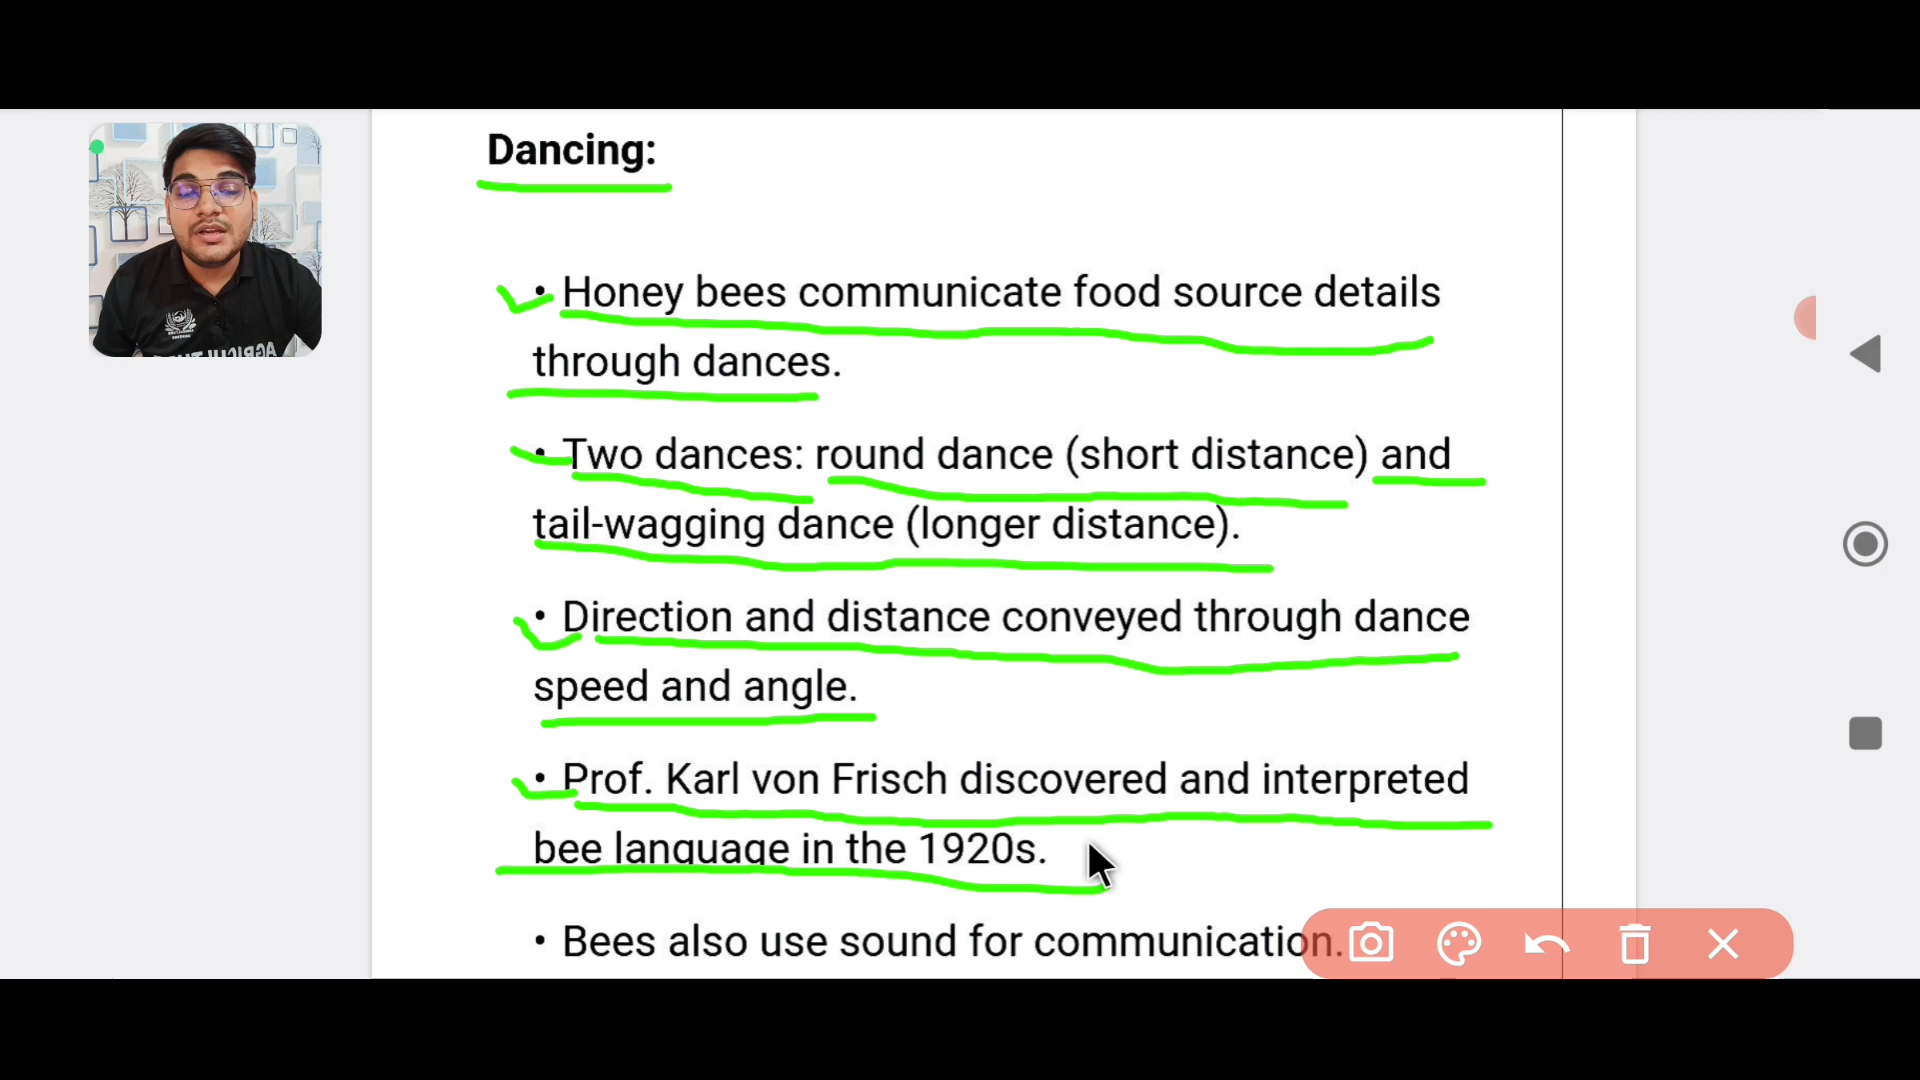 Dancing:
• Honey bees communicate food source details
through dances.
• Two dances: round dance (short distance) and
tail-wagging dance (longer distance).
• Direction and distance conveyed through dance
speed and angle.
• Prof. Karl von Frisch discovered and interpreted
bee language in the 1920s.
• Bees also use sound for communication.